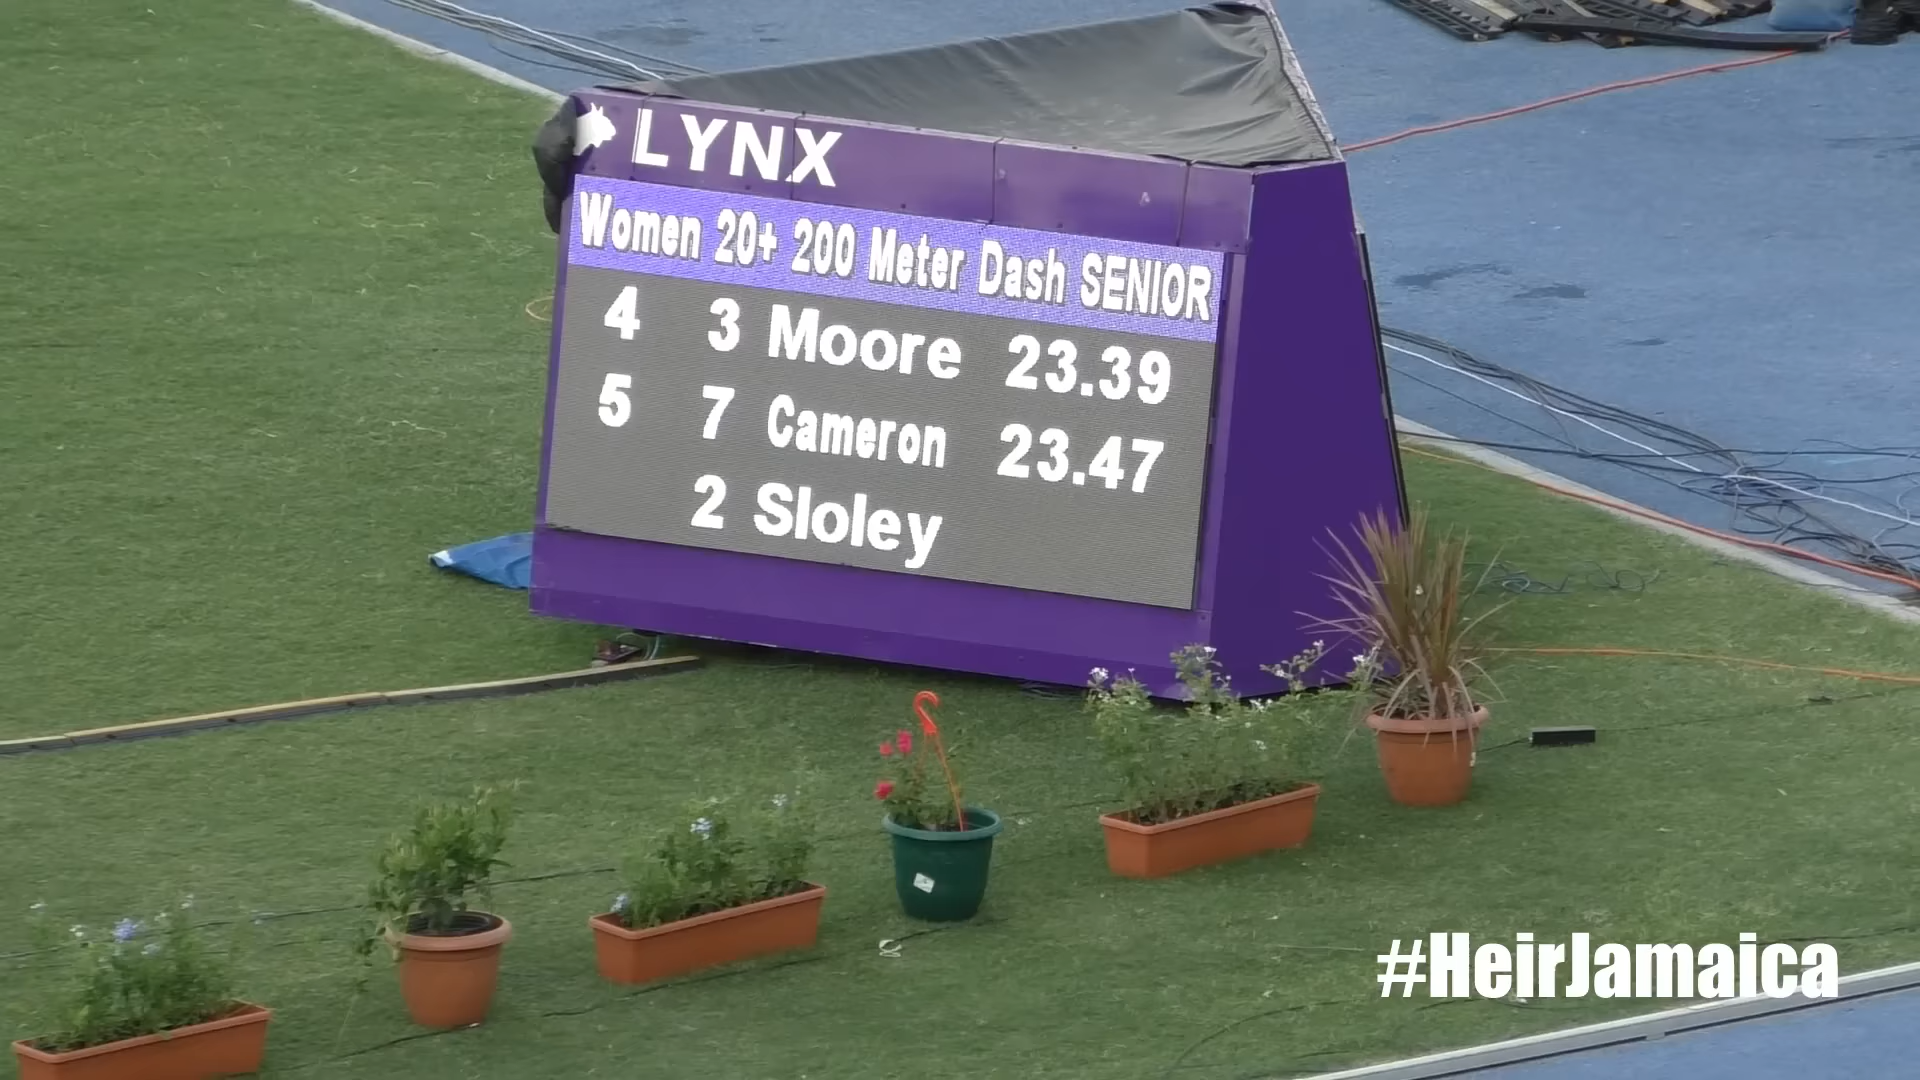 LYNX
Women 20+ 200 Meter Dash SENIOR
4 3 Moore 23.39
5 7 Cameron 23.47
2 Sloley
#HeirJamaica